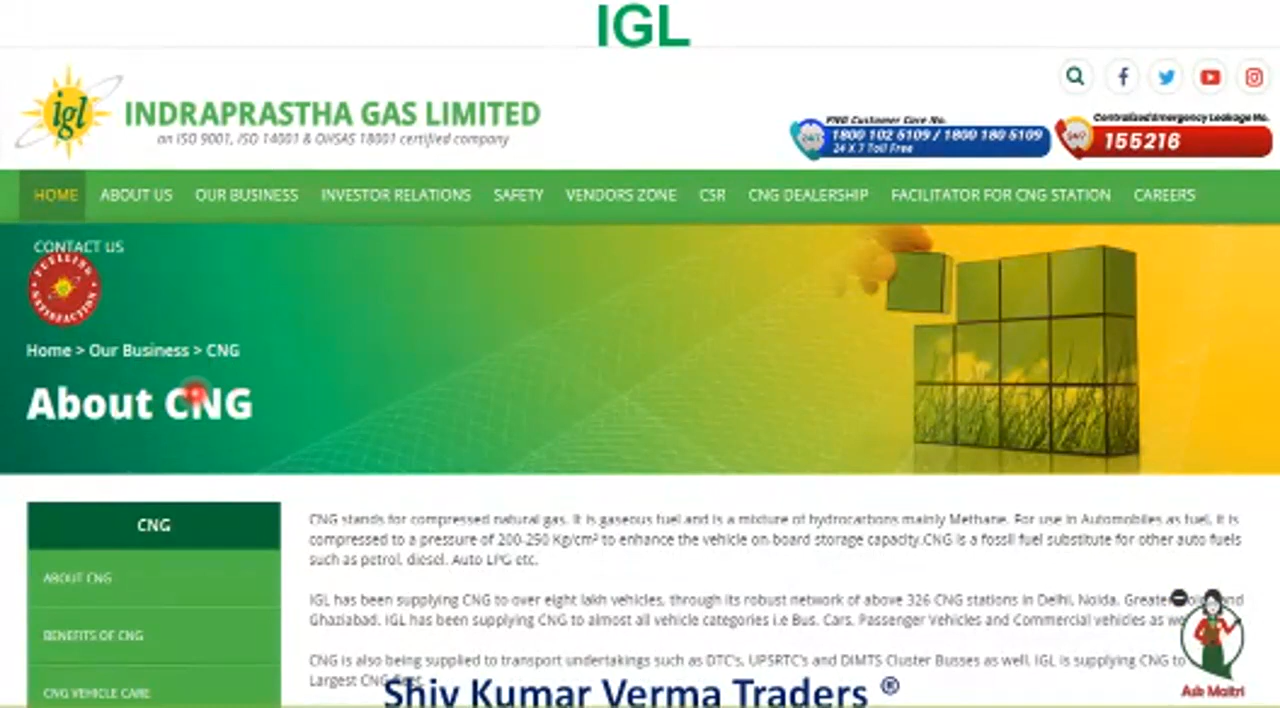 IGL
igl INDRAPRASTHA GAS LIMITED
an ISO 9001, ISO 14001 & OHSAS 18001 certified company
PNG Customer Care No.
1800 102 5109 / 1800 180 5109
24 X 7 Toll Free
Centralized Emergency Leakage No.
155216
HOME ABOUT US OUR BUSINESS INVESTOR RELATIONS SAFETY VENDORS ZONE CSR CNG DEALERSHIP FACILITATOR FOR CNG STATION CAREERS
CONTACT US
FUELLING SATISFACTION
Home > Our Business > CNG
About CNG
CNG
ABOUT CNG
BENEFITS OF CNG
CNG VEHICLE CARE
CNG stands for compressed natural gas. It is gaseous fuel and is a mixture of hydrocarbons mainly Methane. For use in Automobiles as fuel, it is
compressed to a pressure of 200-250 Kg/cm² to enhance the vehicle on-board storage capacity.CNG is a fossil fuel substitute for other auto fuels
such as petrol, diesel, Auto LPG etc.
IGL has been supplying CNG to over eight lakh vehicles, through its robust network of above 326 CNG stations in Delhi, Noida, Greater and
Ghaziabad. IGL has been supplying CNG to almost all vehicle categories i.e Bus, Cars, Passenger Vehicles and Commercial vehicles as
CNG is also being supplied to transport undertakings such as DTC's, UPSRTC's and DIMTS Cluster Busses as well. IGL is supplying CNG to
Largest CNG
Shiv Kumar Verma Traders ®
Ask Maitri